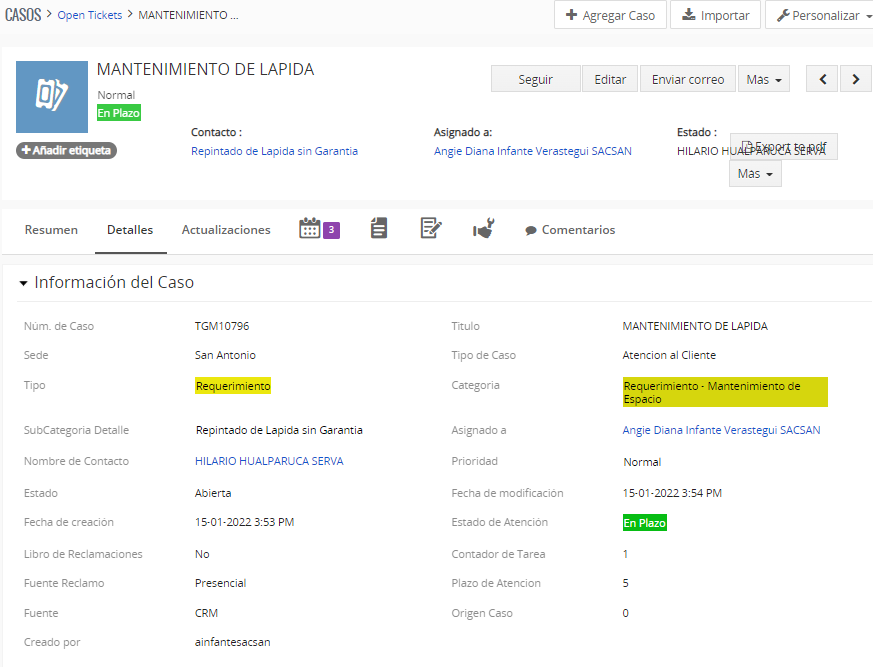 CASOS > Open Tickets > MANTENIMIENTO ...
Agregar Caso
Importar
Personalizar
MANTENIMIENTO DE LAPIDA
Normal
En Plazo
Añadir etiqueta
Seguir
Editar
Enviar correo
Más
Contacto :
Repintado de Lapida sin Garantia
Asignado a:
Angie Diana Infante Verastegui SACSAN
Estado :
HILARIO HUALPARUCA SERVA
Export to pdf
Más
Resumen
Detalles
Actualizaciones
3
Comentarios
Información del Caso
Núm. de Caso TGM10796 Titulo MANTENIMIENTO DE LAPIDA
Sede San Antonio Tipo de Caso Atencion al Cliente
Tipo Requerimiento Categoria Requerimiento - Mantenimiento de
Espacio
SubCategoria Detalle Repintado de Lapida sin Garantia Asignado a Angie Diana Infante Verastegui SACSAN
Nombre de Contacto HILARIO HUALPARUCA SERVA Prioridad Normal
Estado Abierta Fecha de modificación 15-01-2022 3:54 PM
Fecha de creación 15-01-2022 3:53 PM Estado de Atención En Plazo
Libro de Reclamaciones No Contador de Tarea 1
Fuente Reclamo Presencial Plazo de Atencion 5
Fuente CRM Origen Caso 0
Creado por ainfantesacsan